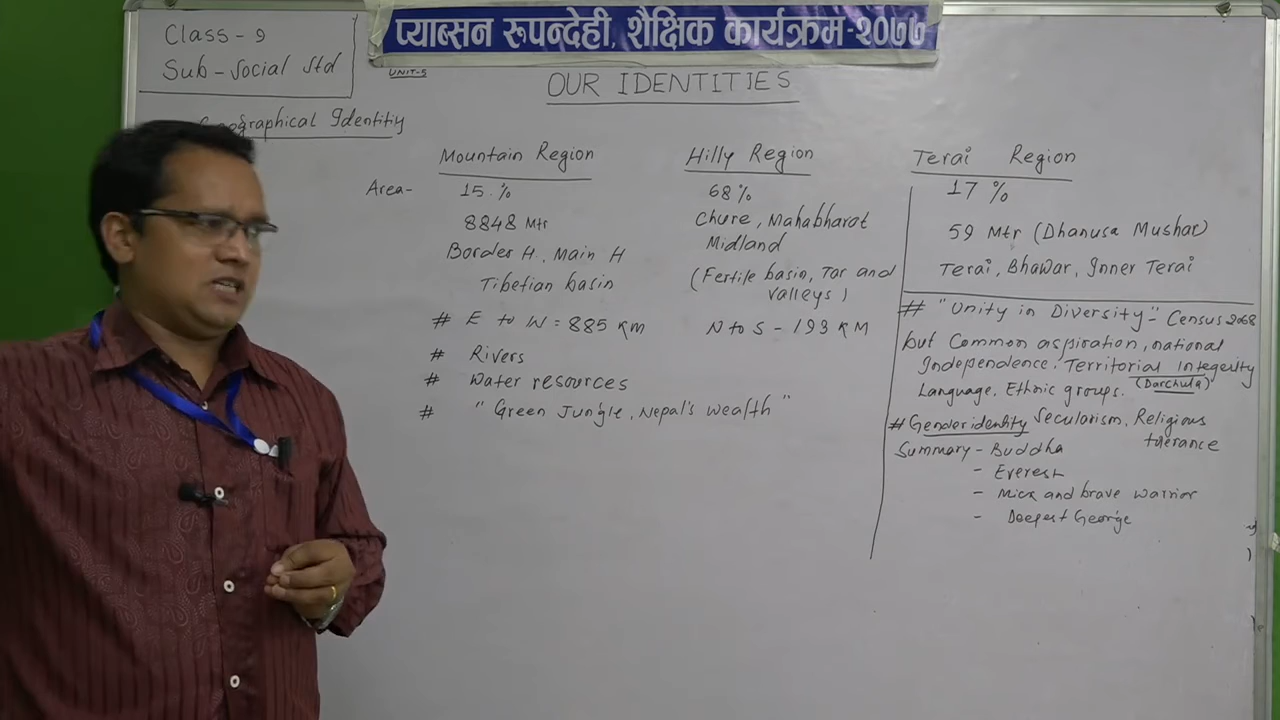 प्याब्सन रुपन्देही, शैक्षिक कार्यक्रम-२०७७
Class - 9
Sub - Social Std
UNIT-5
OUR IDENTITIES
Geographical Identitiy
Mountain Region
Area- 15.%
8848 Mtr
Border H., Main H
Tibetian basin
Hilly Region
68%
Chure, Mahabharat
Midland
(Fertile basin, Tar and
valleys)
Terai Region
17 %
59 Mtr (Dhanusa Mushar)
Terai, Bhawar, Inner Terai
# E to W = 885 KM N to S - 193 KM
# Rivers
# Water resources
# "Green Jungle, Nepal's wealth"
# "Unity in Diversity" - Census 2068
but Common aspiration, national
Independence. Territorial Integrity
(Darchula)
Language, Ethnic groups.
# Gender identity Secularism, Religious
tolerance
Summary - Buddha
- Everest
- and brave warrior
- Deepest George